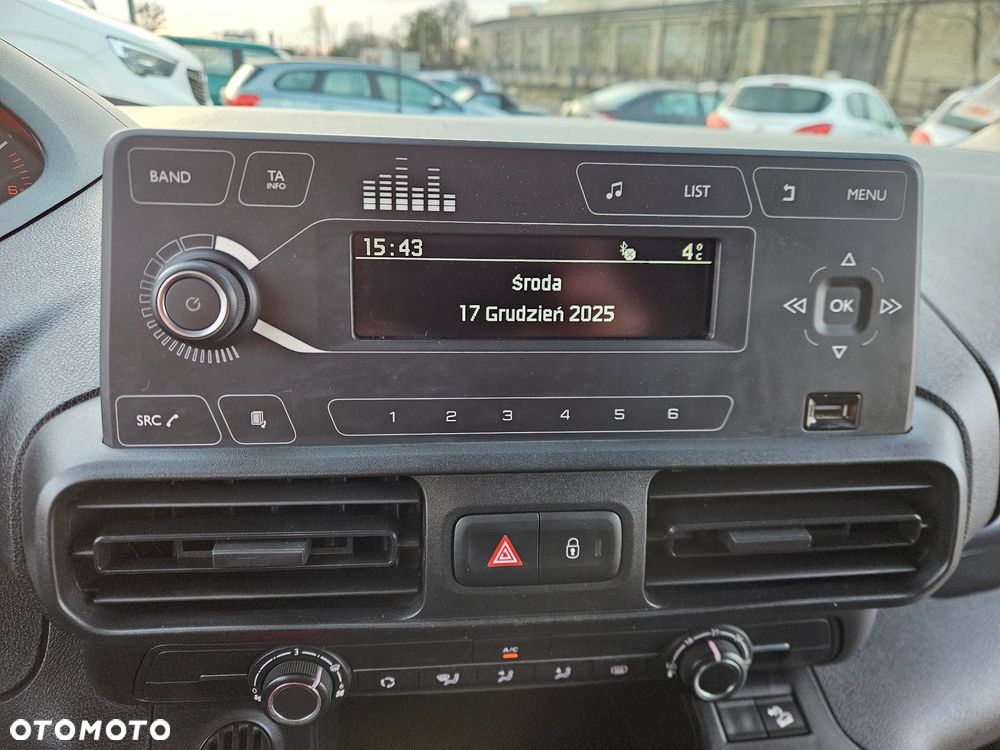 BAND
TA
INFO
LIST
MENU
15:43
4°C
Środa
17 Grudzień 2025
OK
SRC
1 2 3 4 5 6
A/C
3
OTOMOTO